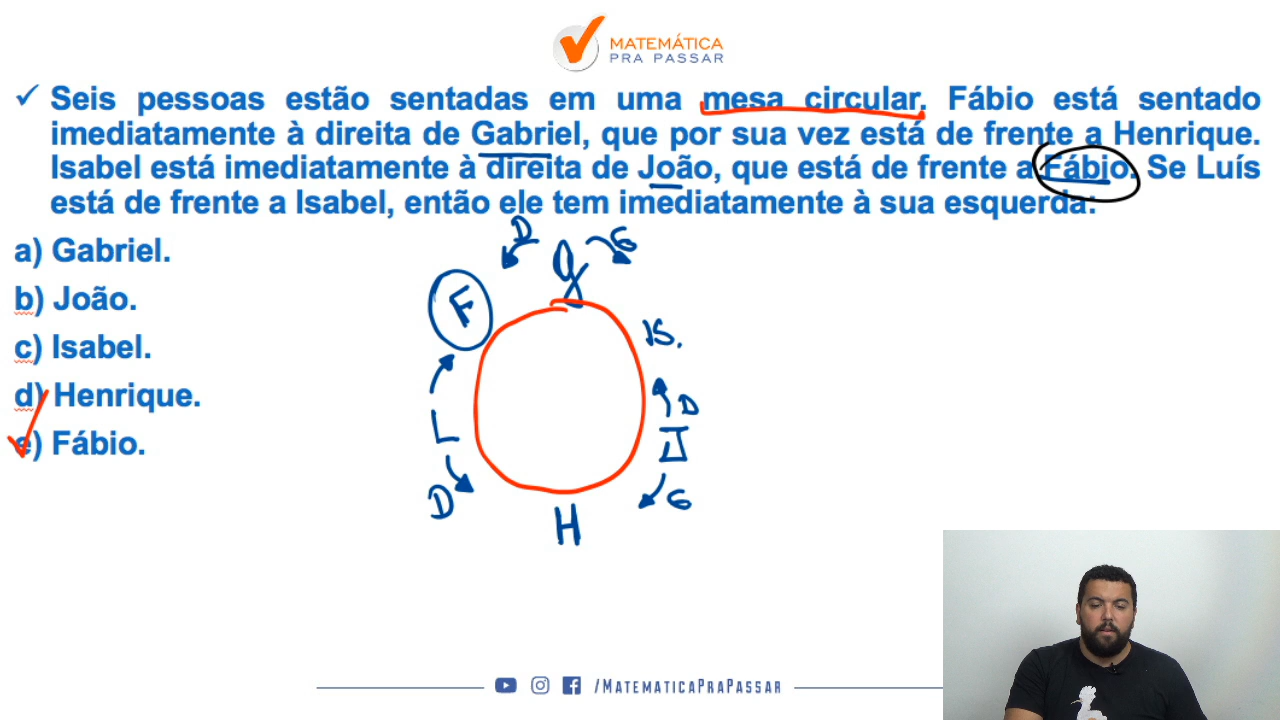 MATEMÁTICA
PRA PASSAR
✓ Seis pessoas estão sentadas em uma mesa circular. Fábio está sentado
imediatamente à direita de Gabriel, que por sua vez está de frente a Henrique.
Isabel está imediatamente à direita de João, que está de frente a Fábio. Se Luís
está de frente a Isabel, então ele tem imediatamente à sua esquerda:
a) Gabriel.
b) João.
c) Isabel.
d) Henrique.
e) Fábio.
D
E
G
F
IS.
D
L
J
D
E
H
/MatematicaPraPassar